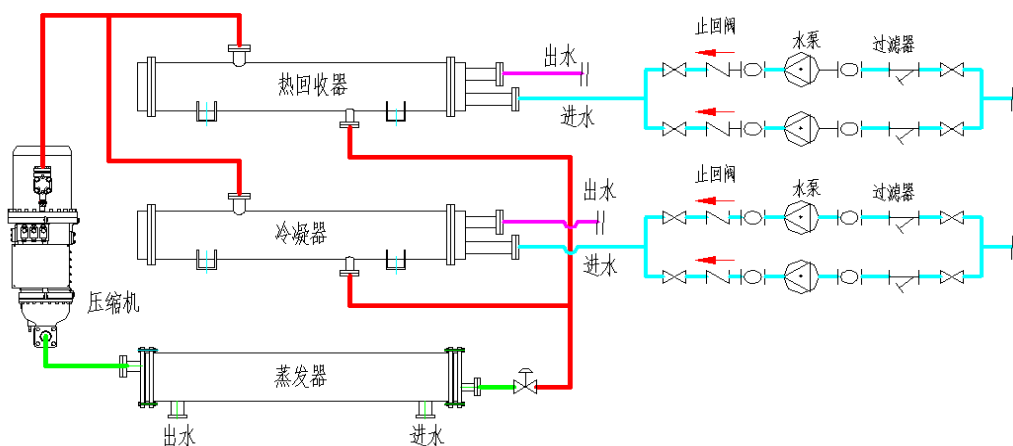 止回阀
水泵
过滤器
出水
热回收器
进水
止回阀
水泵
过滤器
出水
冷凝器
进水
压缩机
蒸发器
出水
进水